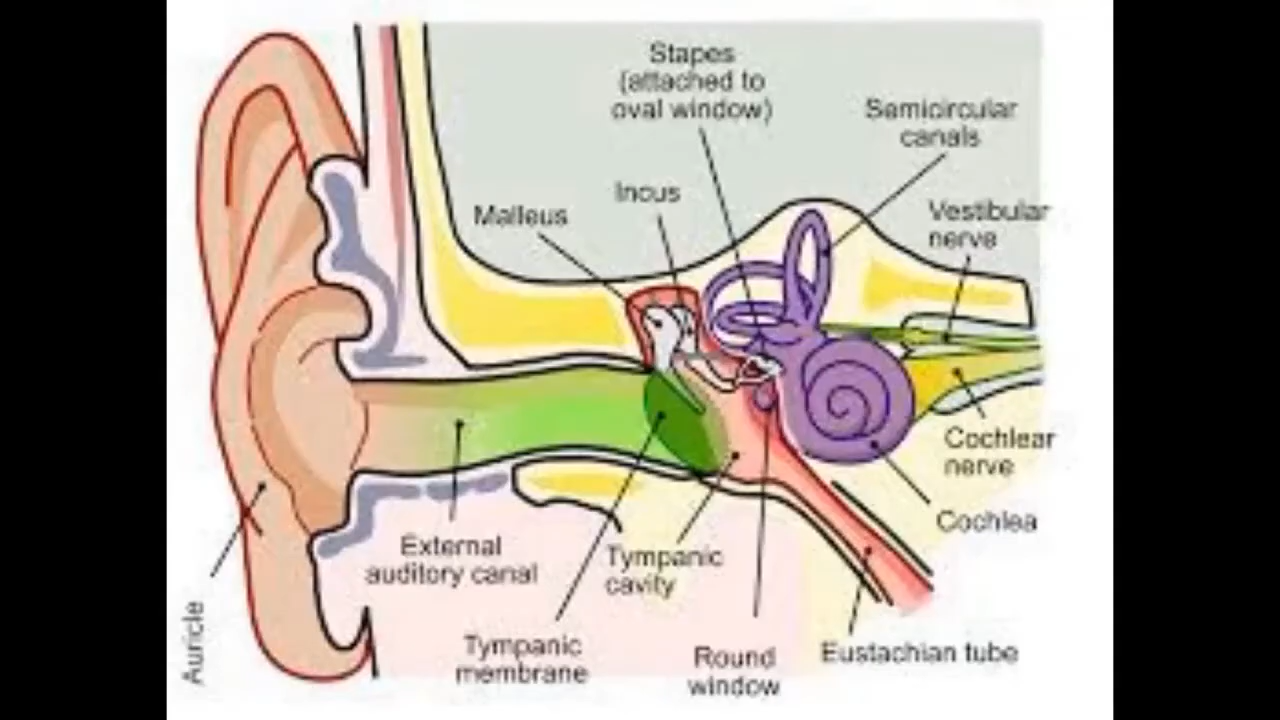 Stapes
(attached to
oval window)
Semicircular
canals
Incus
Malleus
Vestibular
nerve
Cochlear
nerve
Cochlea
External
auditory canal
Tympanic
cavity
Tympanic
membrane
Round
window
Eustachian tube
Auricle